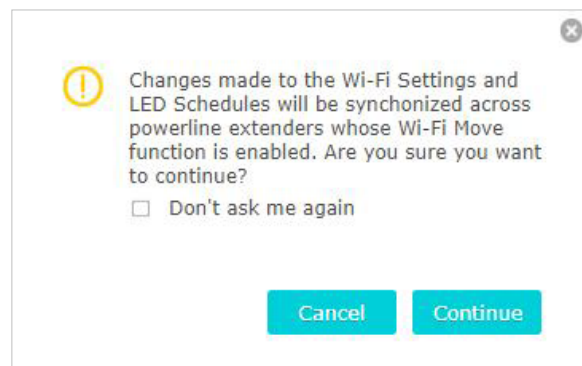 Changes made to the Wi-Fi Settings and
LED Schedules will be synchonized across
powerline extenders whose Wi-Fi Move
function is enabled. Are you sure you want
to continue?
Don't ask me again
Cancel Continue